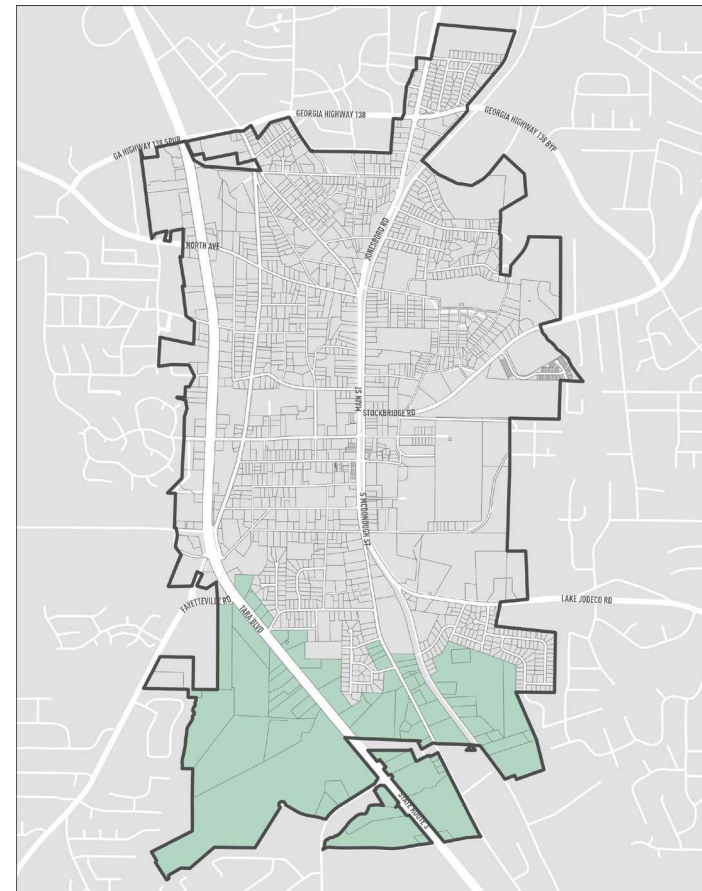 GEORGIA HIGHWAY 138
GEORGIA HIGHWAY 138 BYP
GA HIGHWAY 138 SPUR
JONESBORO RD
NORTH AVE
MAIN ST
STOCKBRIDGE RD
S MCDONOUGH ST
FAYETTEVILLE RD
TARA BLVD
LAKE JODECO RD
STATE ROUTE 3